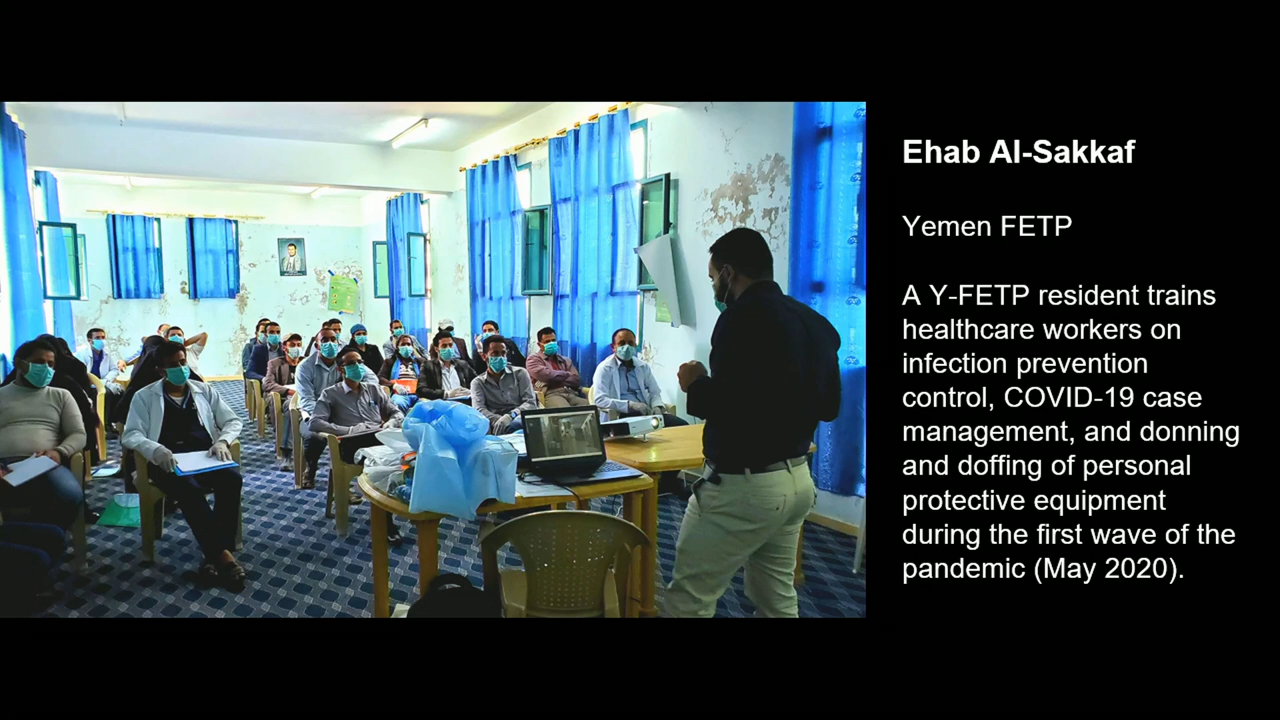 Ehab Al-Sakkaf
Yemen FETP
A Y-FETP resident trains
healthcare workers on
infection prevention
control, COVID-19 case
management, and donning
and doffing of personal
protective equipment
during the first wave of the
pandemic (May 2020).